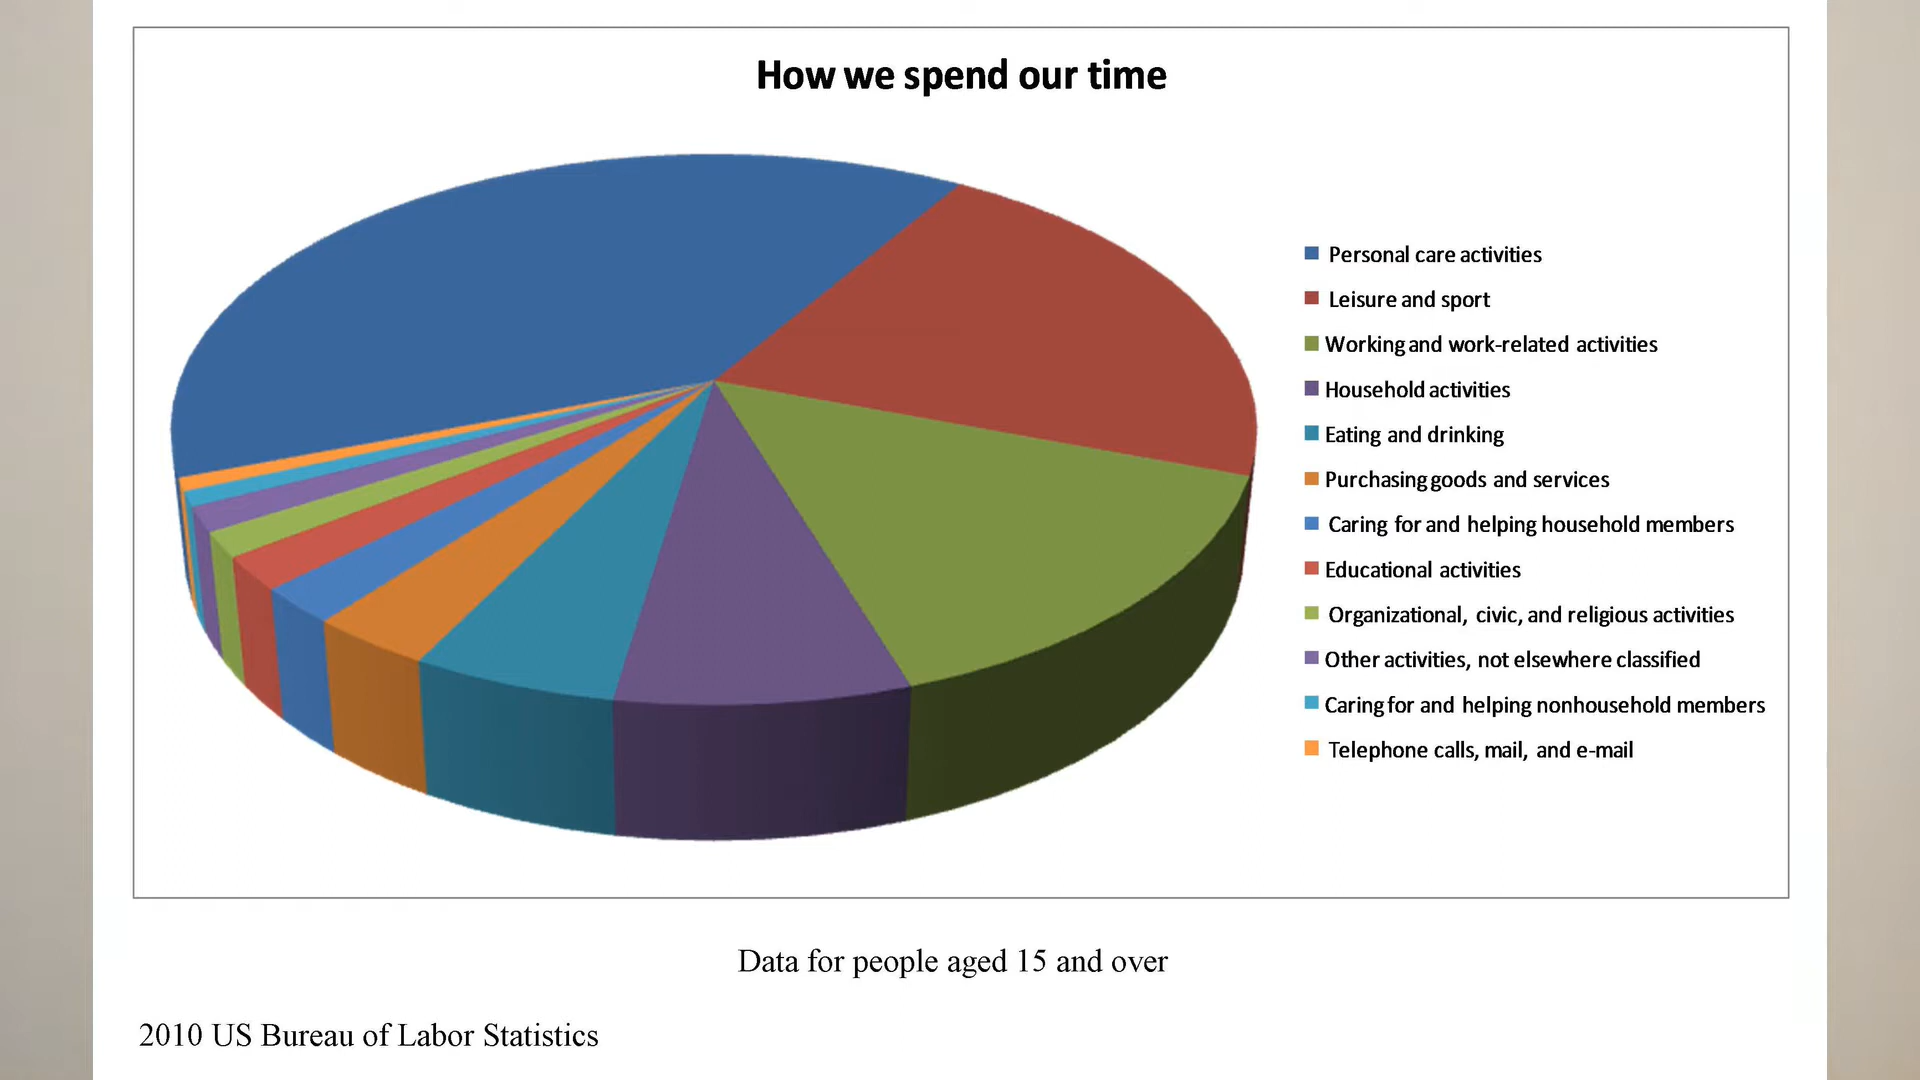 How we spend our time
Personal care activities
Leisure and sport
Working and work-related activities
Household activities
Eating and drinking
Purchasing goods and services
Caring for and helping household members
Educational activities
Organizational, civic, and religious activities
Other activities, not elsewhere classified
Caring for and helping nonhousehold members
Telephone calls, mail, and e-mail
Data for people aged 15 and over
2010 US Bureau of Labor Statistics